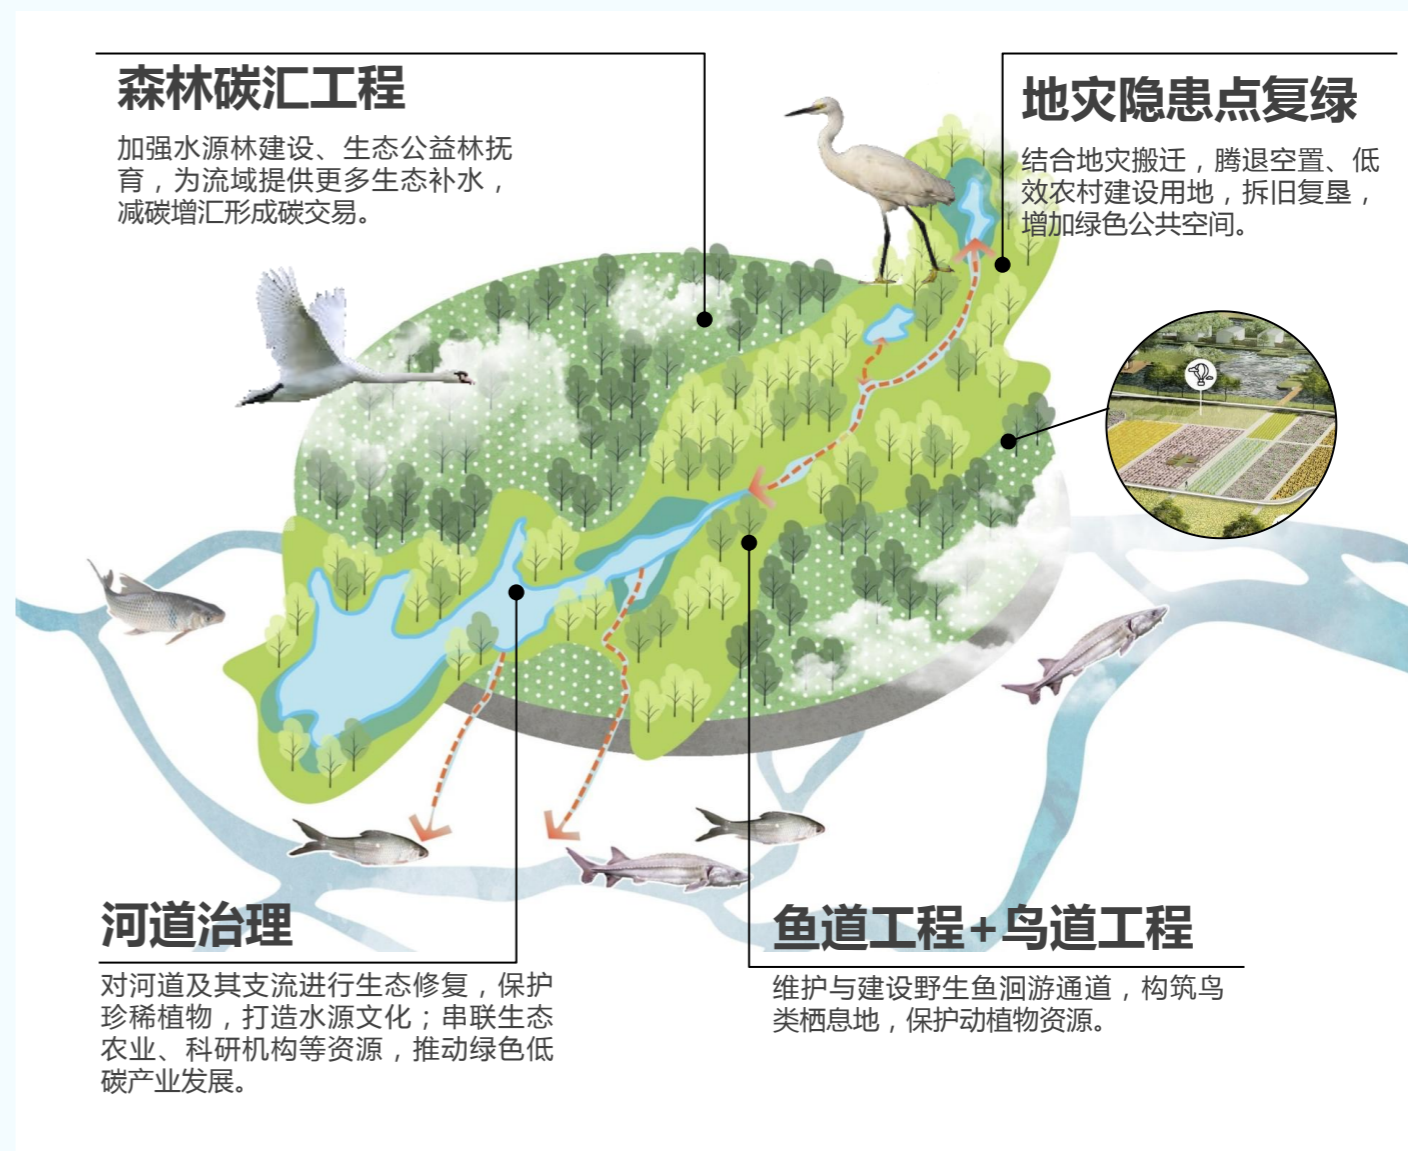 森林碳汇工程
加强水源林建设、生态公益林抚
育，为流域提供更多生态补水，
减碳增汇形成碳交易。
地灾隐患点复绿
结合地灾搬迁，腾退空置、低
效农村建设用地，拆旧复垦，
增加绿色公共空间。
河道治理
对河道及其支流进行生态修复，保护
珍稀植物，打造水源文化；串联生态
农业、科研机构等资源，推动绿色低
碳产业发展。
鱼道工程+鸟道工程
维护与建设野生鱼洄游通道，构筑鸟
类栖息地，保护动植物资源。